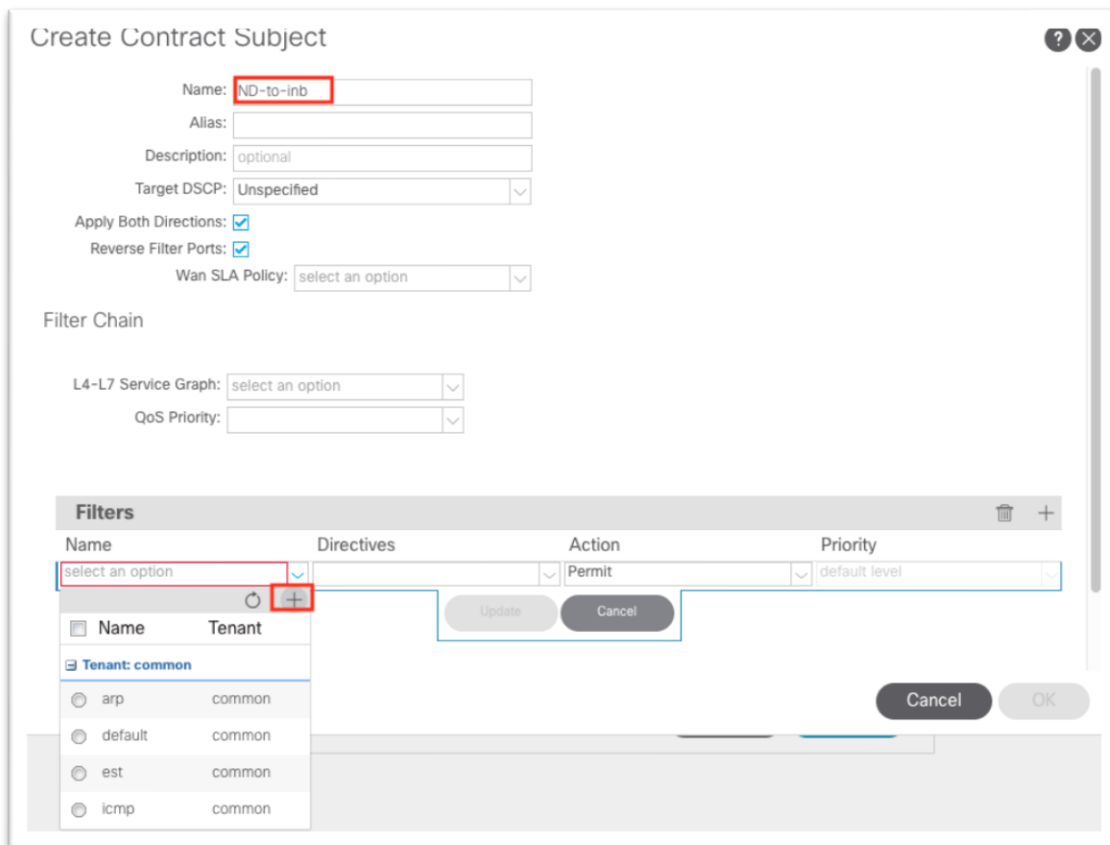 Create Contract Subject
Name: ND-to-inb
Alias:
Description: optional
Target DSCP: Unspecified
Apply Both Directions:
Reverse Filter Ports:
Wan SLA Policy: select an option
Filter Chain
L4-L7 Service Graph: select an option
QoS Priority:
Filters
Name Directives Action Priority
select an option Permit default level
Update Cancel
Name Tenant
Tenant: common
arp common
Cancel OK
default common
est common
icmp common